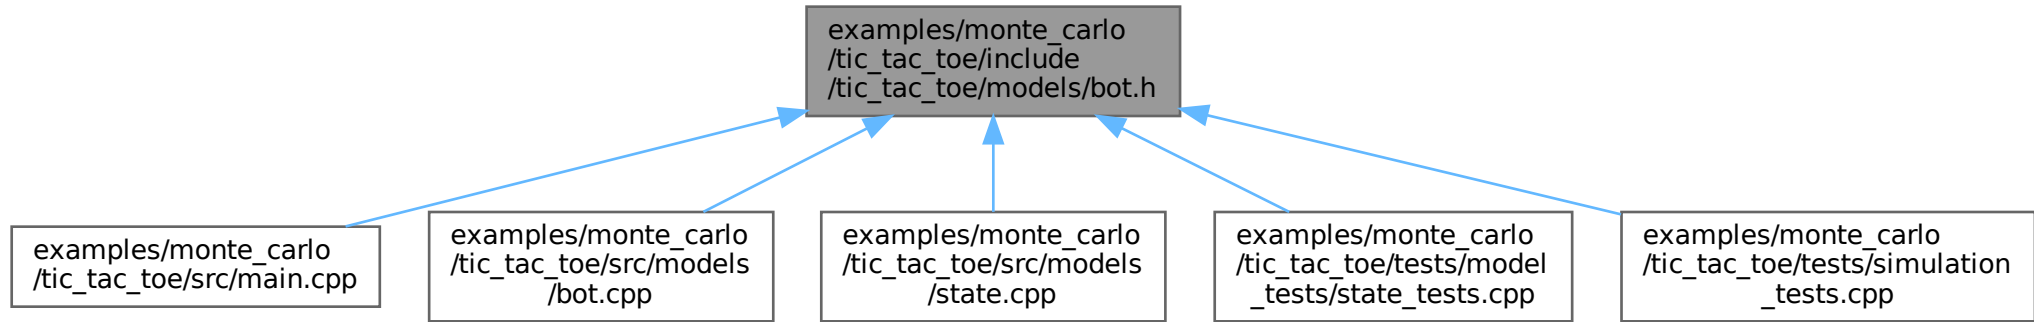 examples/monte_carlo
/tic_tac_toe/include
/tic_tac_toe/models/bot.h
examples/monte_carlo
/tic_tac_toe/src/main.cpp
examples/monte_carlo
/tic_tac_toe/src/models
/bot.cpp
examples/monte_carlo
/tic_tac_toe/src/models
/state.cpp
examples/monte_carlo
/tic_tac_toe/tests/model
_tests/state_tests.cpp
examples/monte_carlo
/tic_tac_toe/tests/simulation
_tests.cpp